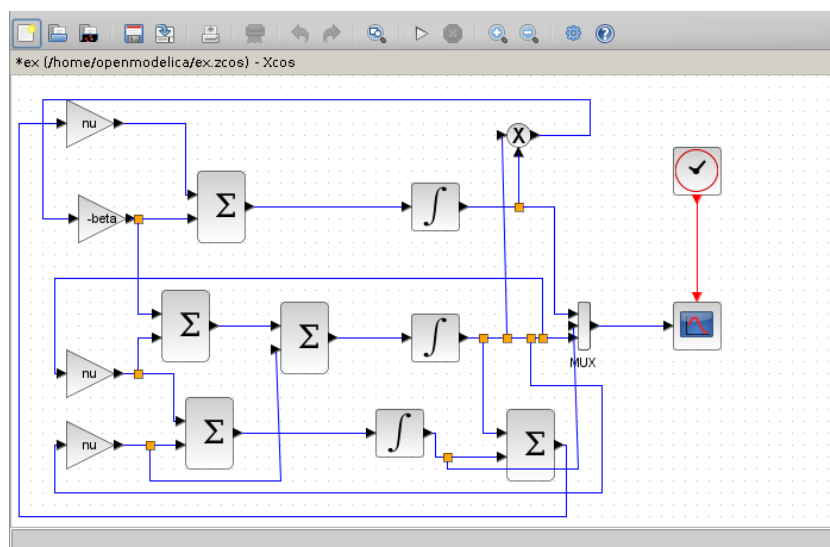 *ex (/home/openmodelica/ex.zcos) - Xcos
nu
X
-beta
Σ
∫
Σ
Σ
∫
MUX
nu
nu
Σ
∫
Σ